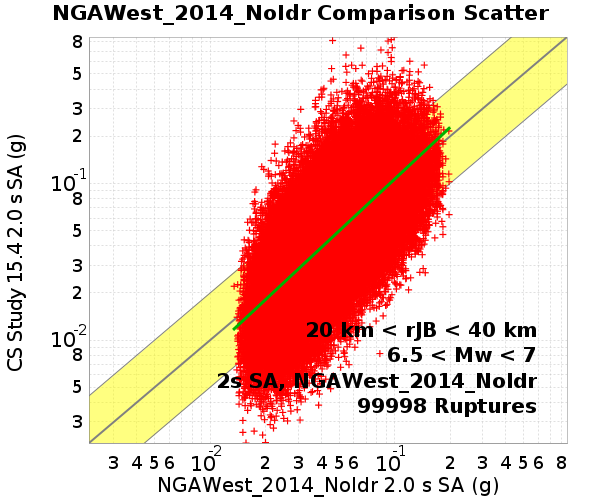 NGAWest_2014_NoIdr Comparison Scatter
8
5
3
2
10-1
8
5
3
2
10-2
8
5
3
CS Study 15.4 2.0 s SA (g)
20 km < rJB < 40 km
6.5 < Mw < 7
2s SA, NGAWest_2014_NoIdr
99998 Ruptures
3 4 5 6 10-2 2 3 4 5 6 10-1 2 3 4 5 6 8
NGAWest_2014_NoIdr 2.0 s SA (g)